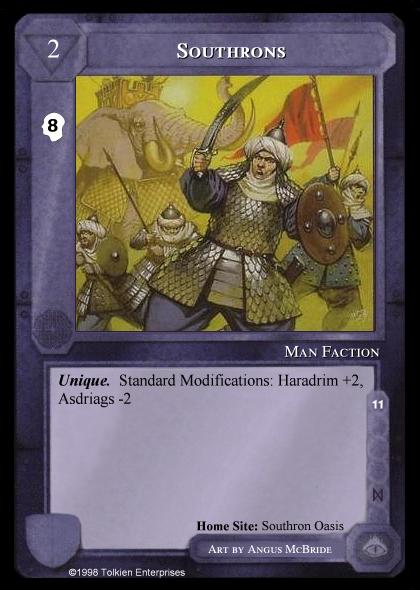 2
SOUTHRONS
8
MAN FACTION
Unique. Standard Modifications: Haradrim +2,
Asdriags -2
11
Home Site: Southron Oasis
ART BY ANGUS MCBRIDE
©1998 Tolkien Enterprises